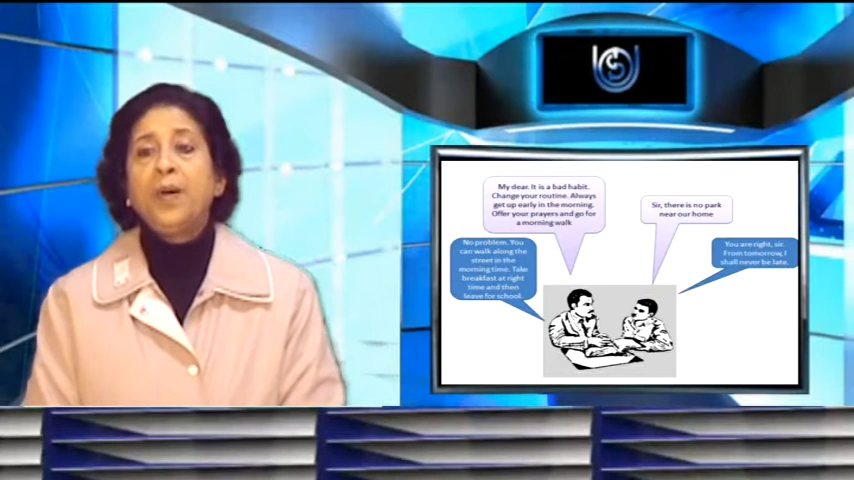 My dear. It is a bad habit.
Change your routine. Always
get up early in the morning.
Offer your prayers and go for
a morning walk
Sir, there is no park
near our home
No problem. You
can walk along the
street in the
morning time. Take
breakfast at right
time and then
leave for school.
You are right, sir.
From tomorrow, I
shall never be late.